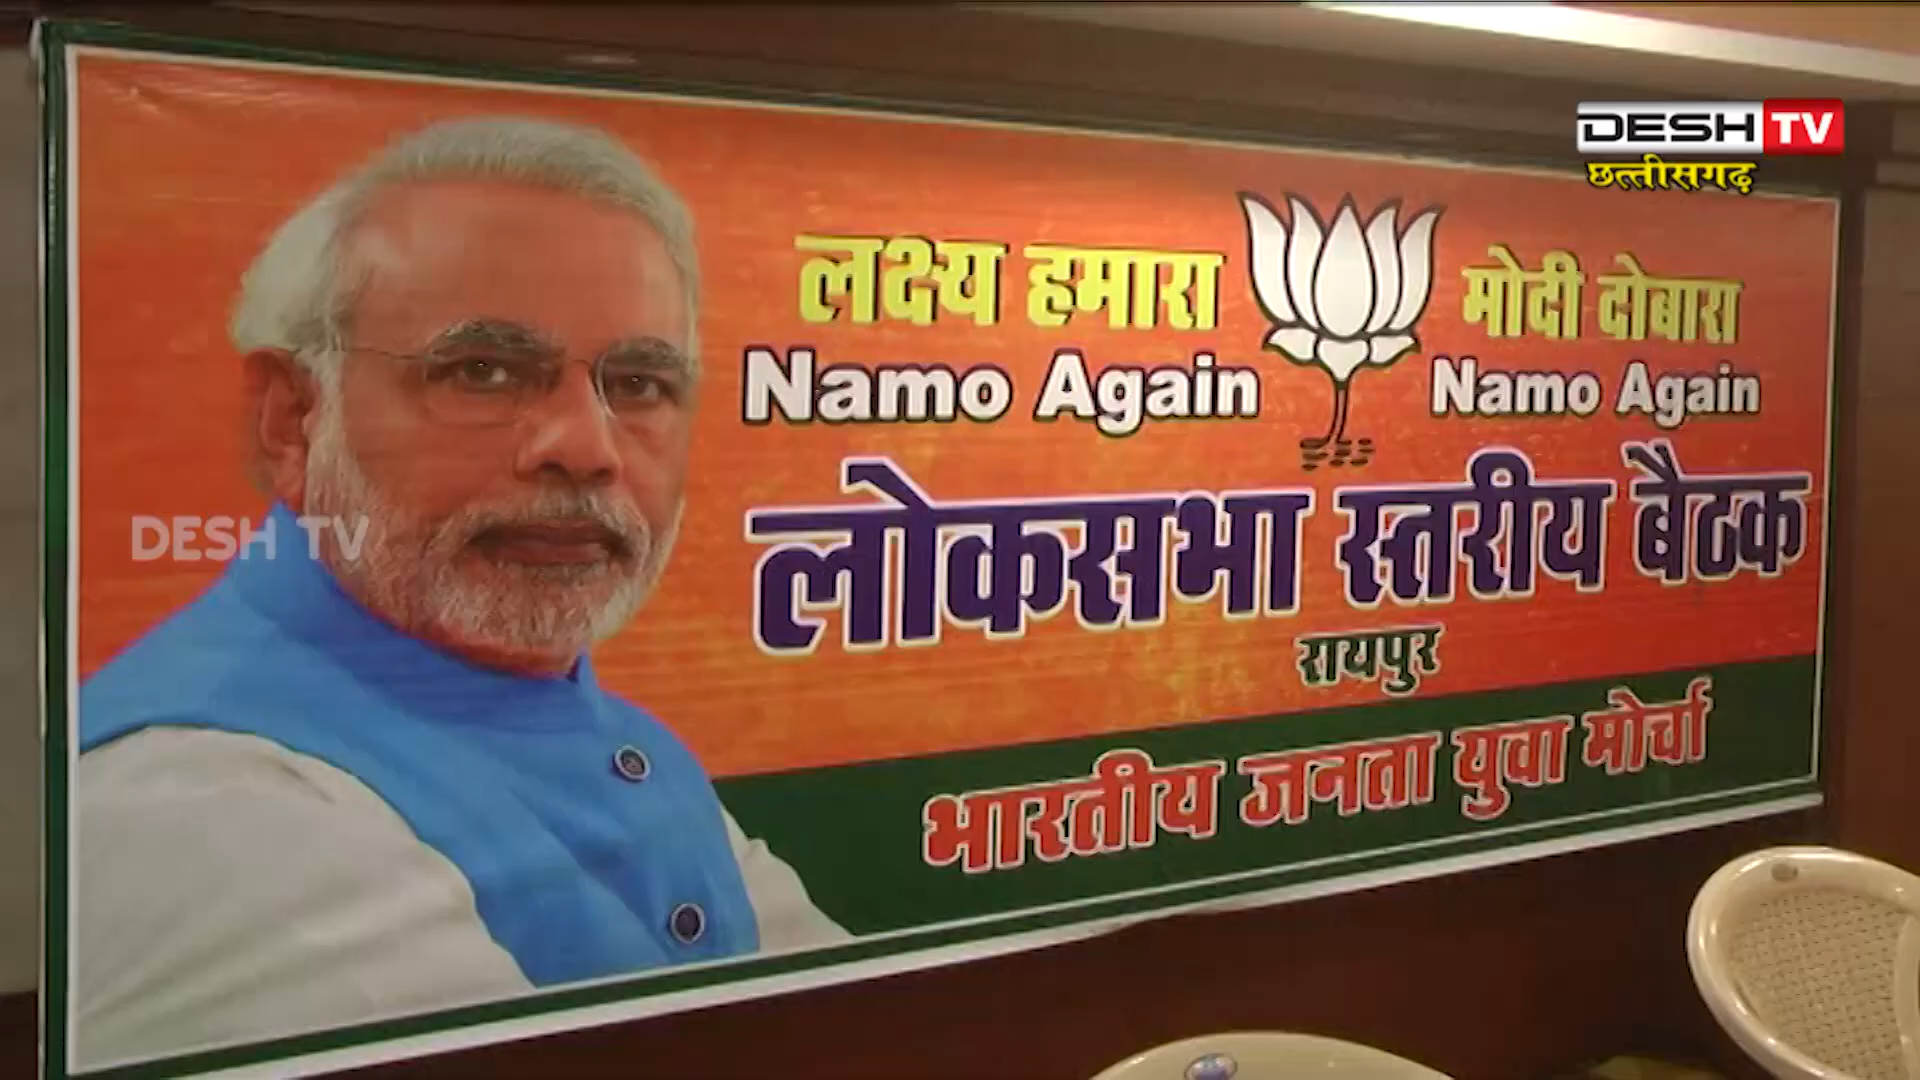 DESH TV
छत्तीसगढ़
लक्ष्य हमारा मोदी दोबारा
Namo Again Namo Again
लोकसभा स्तरीय बैठक
रायपुर
भारतीय जनता युवा मोर्चा
DESH TV